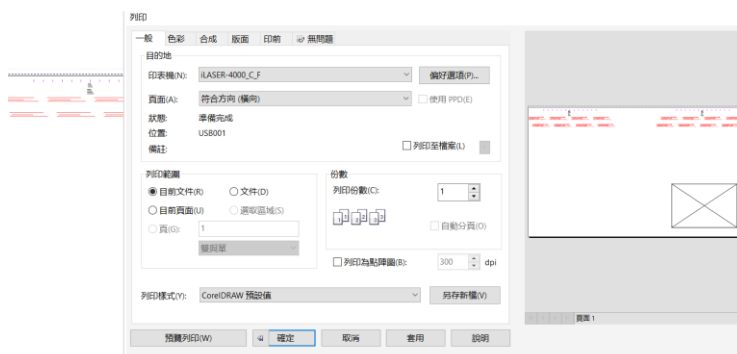 列印
一般 色彩 合成 版面 印前 無問題
目的地
印表機(N): iLASER-4000_C_F 偏好選項(P)...
頁面(A): 符合方向 (橫向) 使用 PPD(E)
狀態: 準備完成
位置: USB001
備註: 列印至檔案(L)
列印範圍
目前文件(R) 文件(D)
目前頁面(U) 選取區域(S)
頁(G): 1
雙與單
份數
列印份數(C): 1
自動分頁(O)
列印為點陣圖(B): 300 dpi
列印樣式(Y): CorelDRAW 預設值 另存新檔(V)
頁面 1
預覽列印(W) 確定 取消 套用 說明